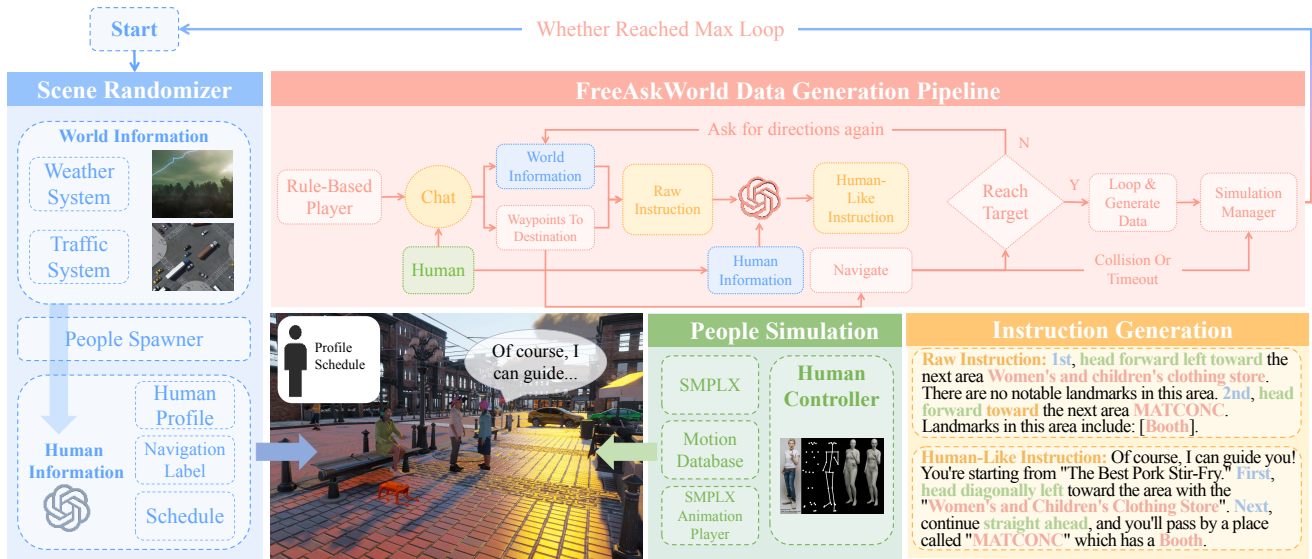 Start
Whether Reached Max Loop
Scene Randomizer
World Information
Weather
System
Traffic
System
People Spawner
Human
Profile
Human
Information
Navigation
Label
Schedule
FreeAskWorld Data Generation Pipeline
Ask for directions again
N
Rule-Based
Player
Chat
World
Information
Waypoints To
Destination
Raw
Instruction
Human-
Like
Instruction
Reach
Target
Y
Loop &
Generate
Data
Simulation
Manager
Human
Human
Information
Navigate
Collision Or
Timeout
Profile
Schedule
Of course, I
can guide...
People Simulation
SMPLX
Motion
Database
SMPLX
Animation
Player
Human
Controller
Instruction Generation
Raw Instruction: 1st, head forward left toward the
next area Women's and children's clothing store.
There are no notable landmarks in this area. 2nd, head
forward toward the next area MATCONC.
Landmarks in this area include: [Booth].
Human-Like Instruction: Of course, I can guide you!
You're starting from "The Best Pork Stir-Fry." First,
head diagonally left toward the area with the
"Women's and Children's Clothing Store". Next,
continue straight ahead, and you'll pass by a place
called "MATCONC" which has a Booth.